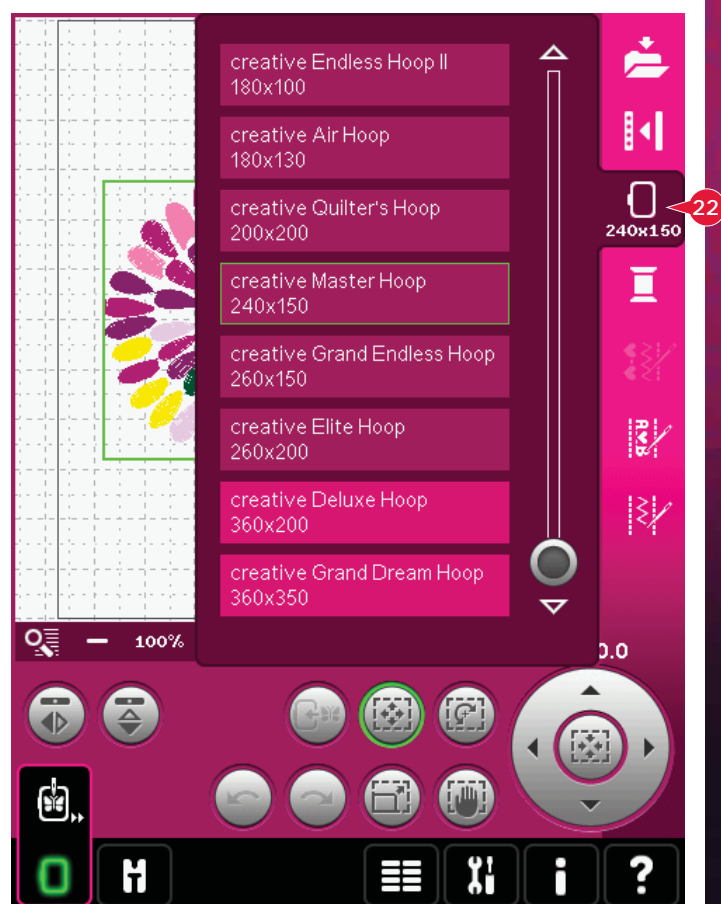 creative Endless Hoop II
180x100
creative Air Hoop
180x130
creative Quilter's Hoop
200x200
creative Master Hoop
240x150
creative Grand Endless Hoop
260x150
creative Elite Hoop
260x200
creative Deluxe Hoop
360x200
creative Grand Dream Hoop
360x350
240x150
22
A B
100%
0.0
i
?